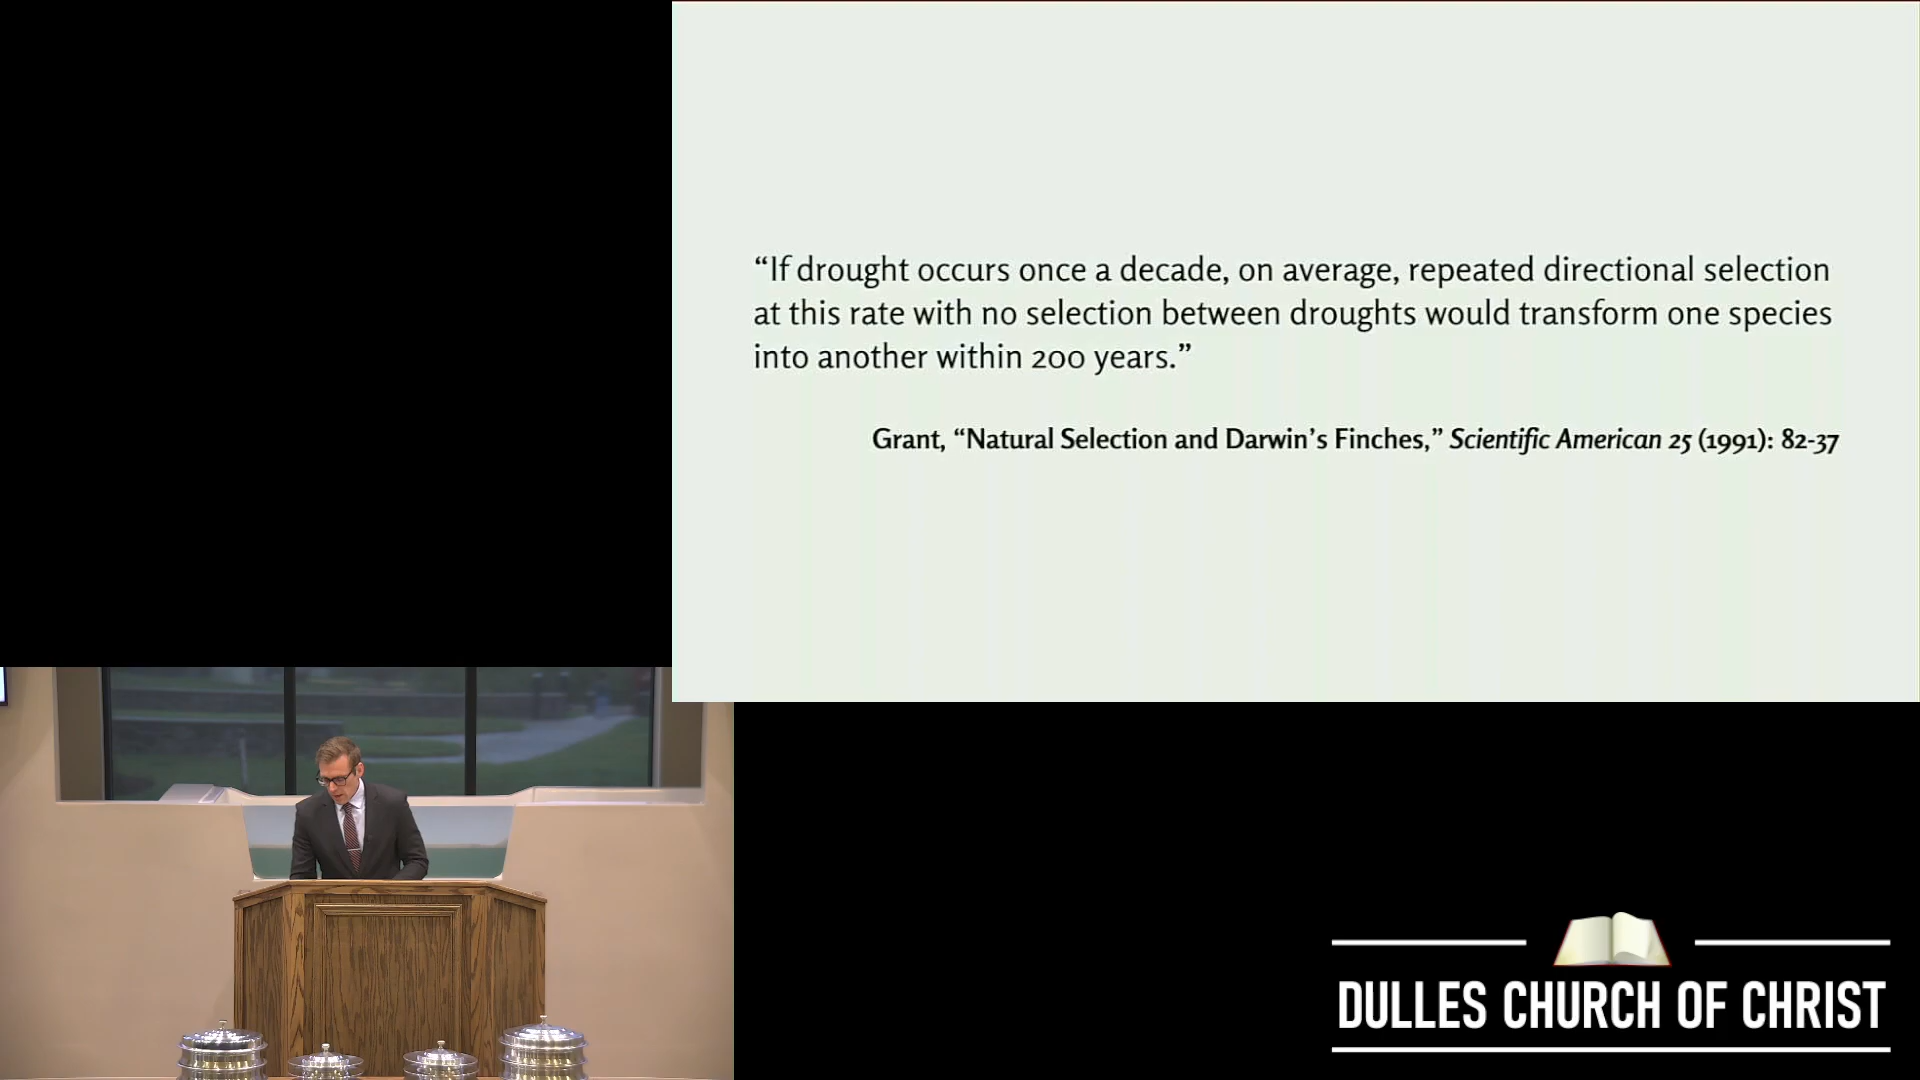 “If drought occurs once a decade, on average, repeated directional selection
at this rate with no selection between droughts would transform one species
into another within 200 years.”
Grant, “Natural Selection and Darwin’s Finches,” Scientific American 25 (1991): 82-37
DULLES CHURCH OF CHRIST